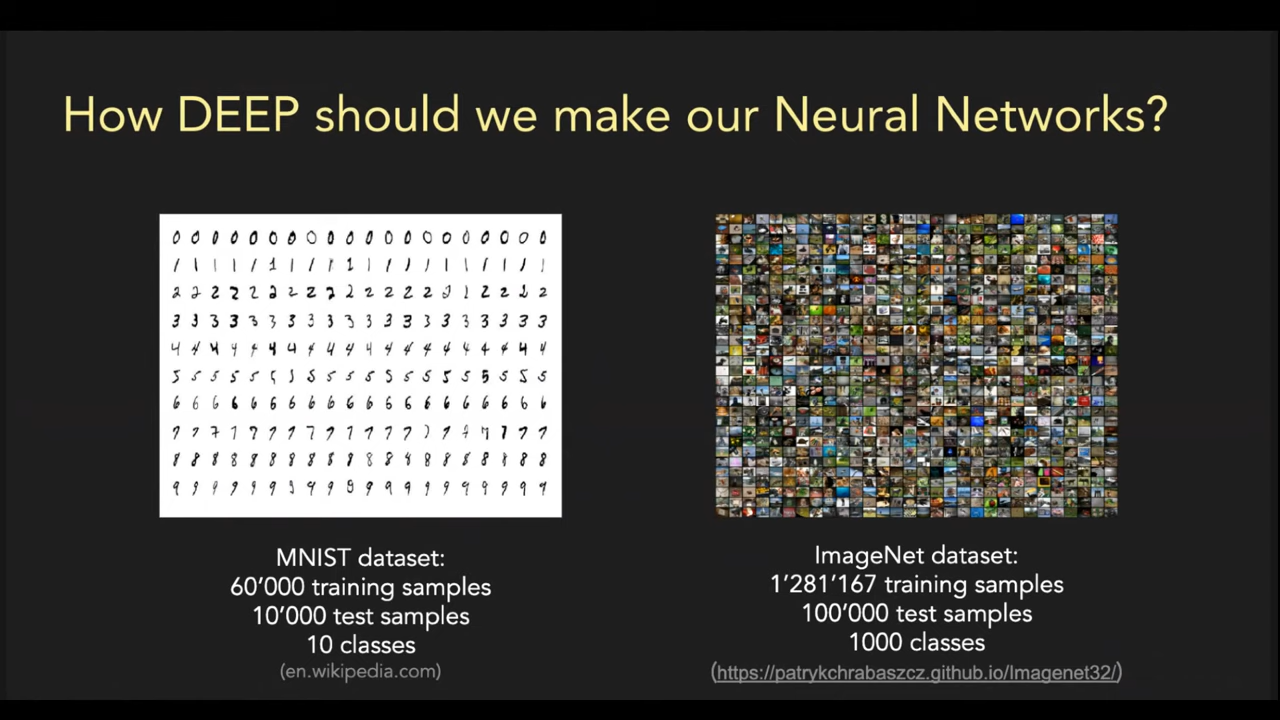 How DEEP should we make our Neural Networks?
MNIST dataset:
60’000 training samples
10’000 test samples
10 classes
(en.wikipedia.com)
ImageNet dataset:
1’281’167 training samples
100’000 test samples
1000 classes
(https://patrykchrabaszcz.github.io/Imagenet32/)